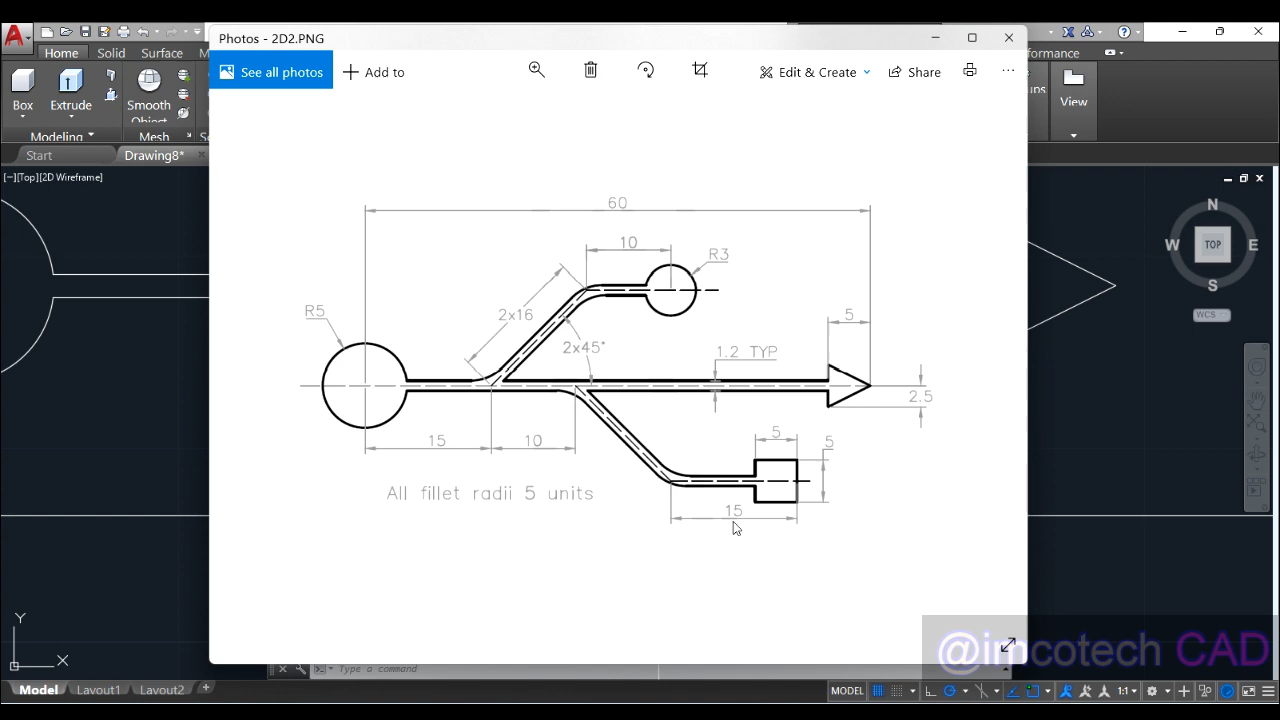 Photos - 2D2.PNG
Home
Solid
Surface
See all photos
Add to
Edit & Create
Share
Box
Extrude
Smooth
View
Modeling
Mesh
Start
Drawing8*
[−][Top][2D Wireframe]
N
W
TOP
E
S
WCS
60
10
R3
R5
2x16
5
2x45°
1.2 TYP
2.5
15
10
5
5
All fillet radii 5 units
15
@imcotech CAD
Y
X
Type a command
Model
Layout1
Layout2
MODEL
1:1